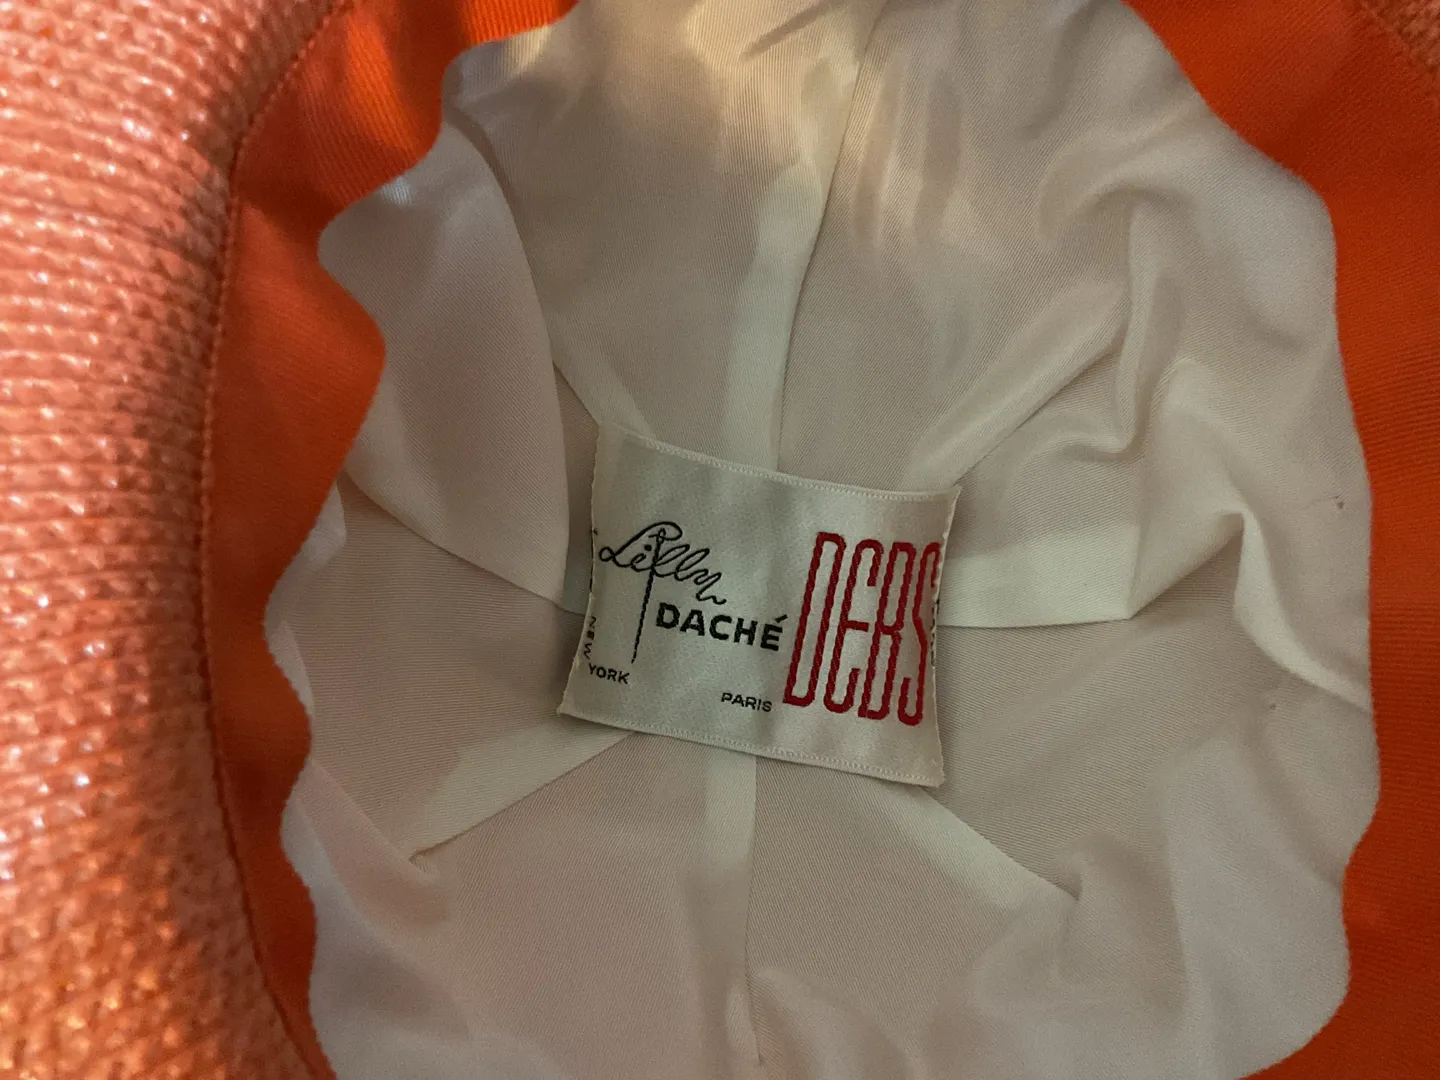 Lilly
DACHÉ
DEBS
NEW YORK
PARIS